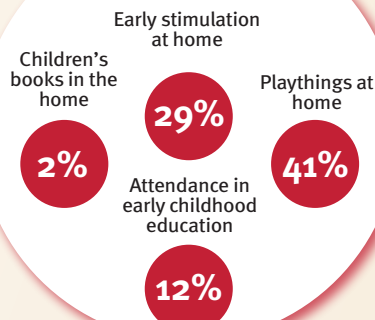 Early stimulation
at home
29%
Children’s
books in the
home
2%
Playthings at
home
41%
Attendance in
early childhood
education
12%